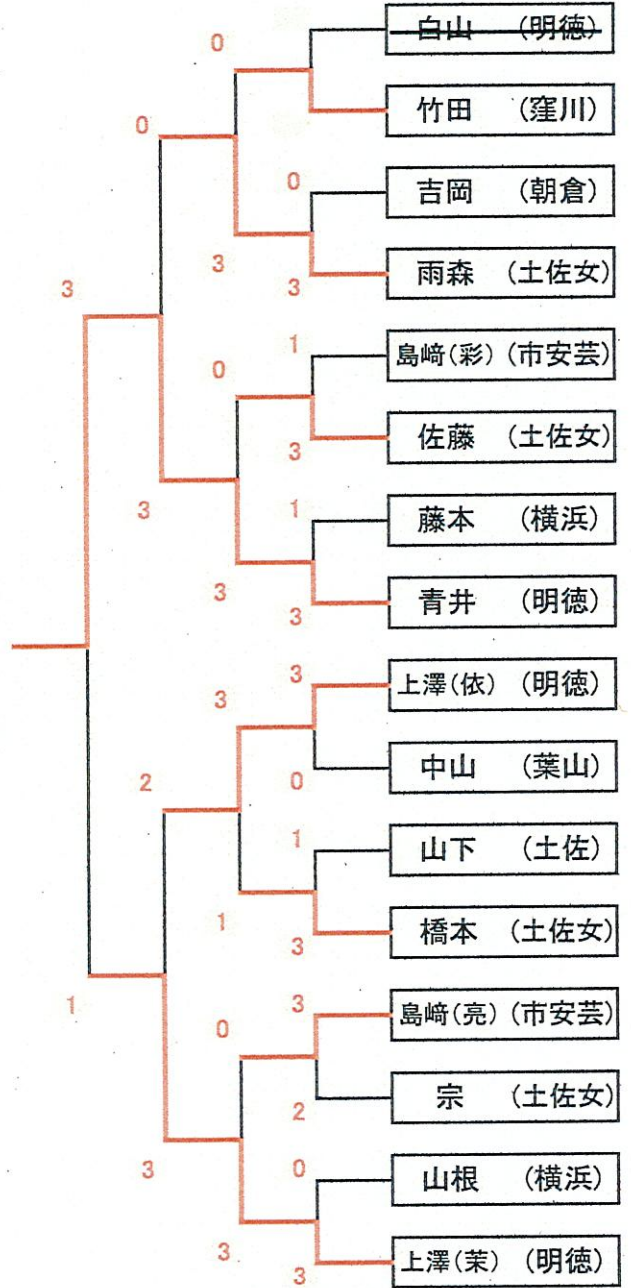 白山 (明徳)
0
竹田 (窪川)
0
吉岡 (朝倉)
0
3
雨森 (土佐女)
3
3
島﨑(彩) (市安芸)
1
0
佐藤 (土佐女)
3
藤本 (横浜)
1
3
青井 (明徳)
3
3
上澤(依) (明徳)
3
3
中山 (葉山)
0
2
山下 (土佐)
1
橋本 (土佐女)
3
1
島﨑(亮) (市安芸)
3
1
0
宗 (土佐女)
2
山根 (横浜)
0
3
上澤(茉) (明徳)
3
3